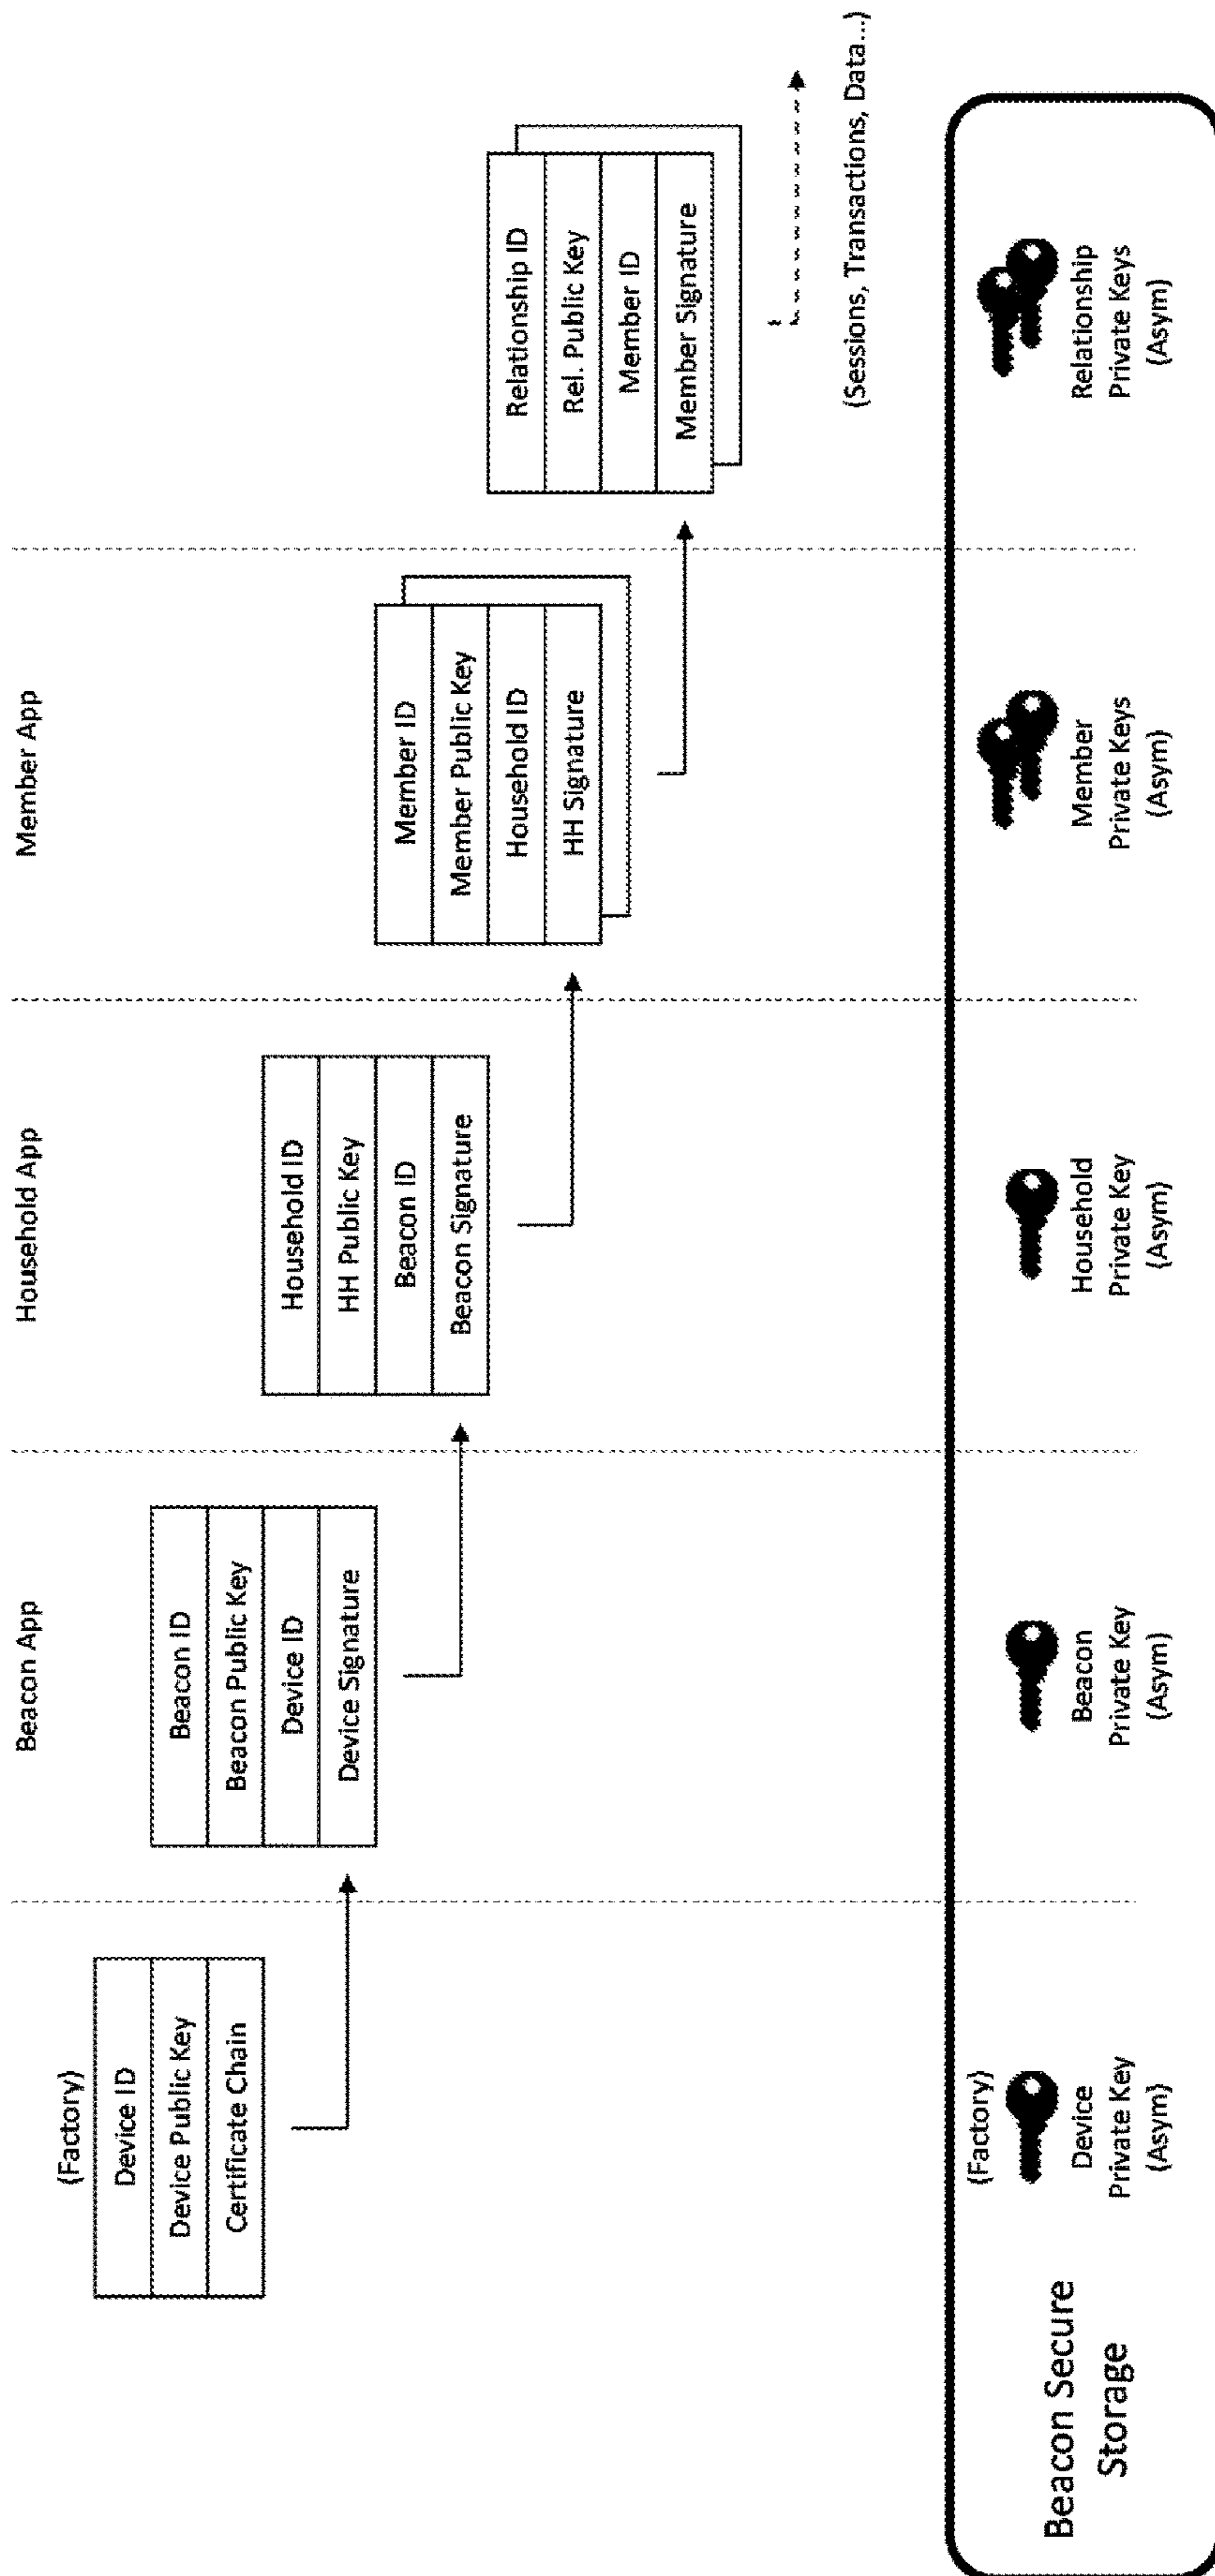 Beacon App
Household App
Member App
(Factory)
Device ID
Device Public Key
Certificate Chain
Beacon ID
Beacon Public Key
Device ID
Device Signature
Household ID
HH Public Key
Beacon ID
Beacon Signature
Member ID
Member Public Key
Household ID
HH Signature
Relationship ID
Rel. Public Key
Member ID
Member Signature
(Sessions, Transactions, Data...)
Beacon Secure
Storage
(Factory)
Device
Private Key
(Asym)
Beacon
Private Key
(Asym)
Household
Private Key
(Asym)
Member
Private Keys
(Asym)
Relationship
Private Keys
(Asym)